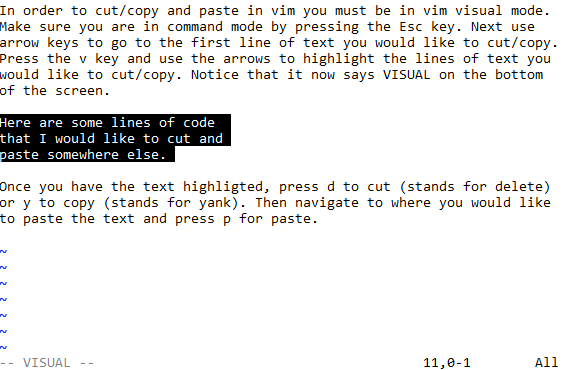 In order to cut/copy and paste in vim you must be in vim visual mode.
Make sure you are in command mode by pressing the Esc key. Next use
arrow keys to go to the first line of text you would like to cut/copy.
Press the v key and use the arrows to highlight the lines of text you
would like to cut/copy. Notice that it now says VISUAL on the bottom
of the screen.
Here are some lines of code
that I would like to cut and
paste somewhere else.
Once you have the text highligted, press d to cut (stands for delete)
or y to copy (stands for yank). Then navigate to where you would like
to paste the text and press p for paste.
~
~
~
~
~
~
~
-- VISUAL -- 11,0-1 All